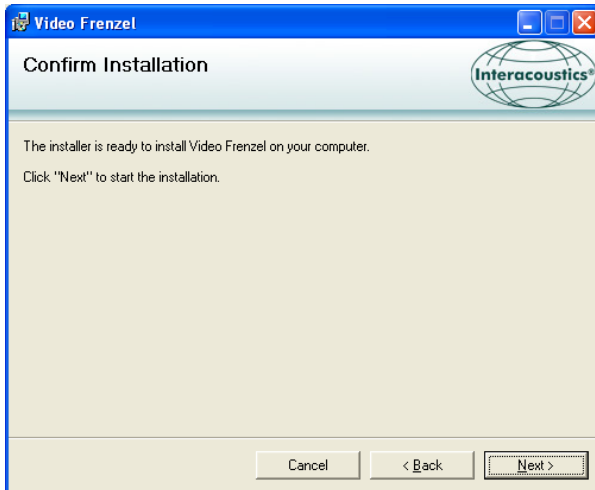 Video Frenzel
Confirm Installation
Interacoustics®
The installer is ready to install Video Frenzel on your computer.
Click "Next" to start the installation.
Cancel
< Back
Next >